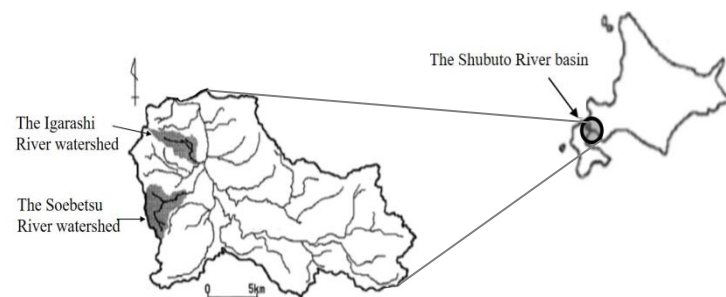 The Shubuto River basin
The Igarashi
River watershed
The Soebetsu
River watershed
0 5km